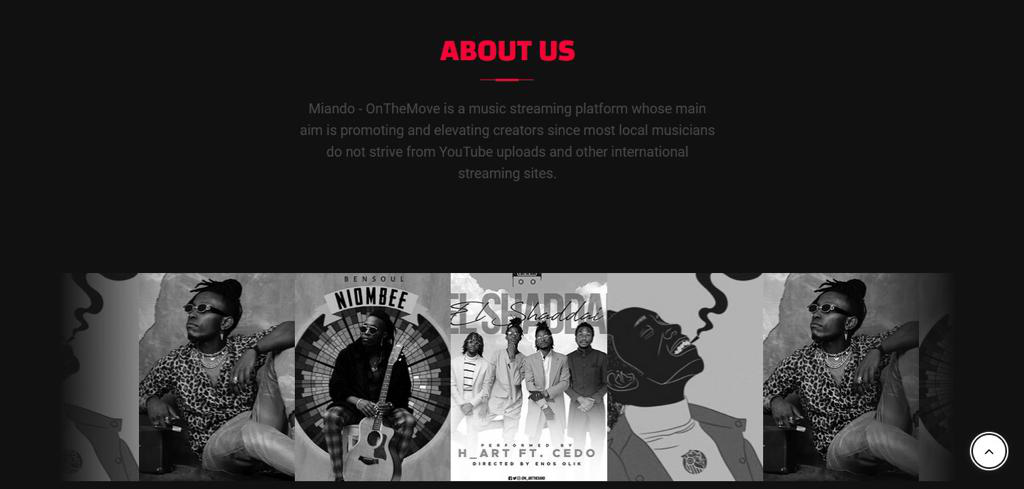 ABOUT US
Miando - OnTheMove is a music streaming platform whose main
aim is promoting and elevating creators since most local musicians
do not strive from YouTube uploads and other international
streaming sites.
BENSOUL
NIOMBEE
ELSHADDAI
El Shaddai
PERFORMED BY
H_ART FT. CEDO
DIRECTED BY ENOS OLIK